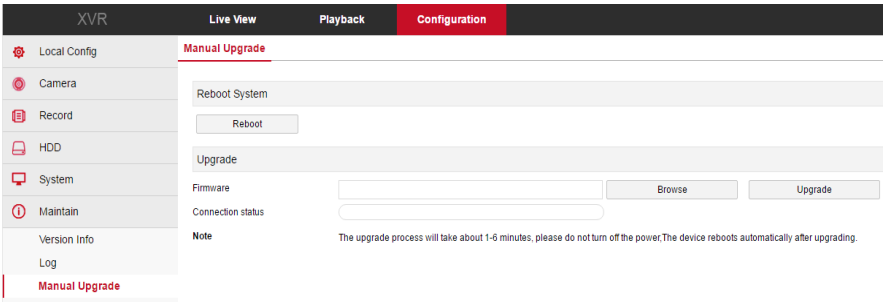 XVR Live View Playback Configuration
Local Config
Camera
Record
HDD
System
Maintain
Version Info
Log
Manual Upgrade
Manual Upgrade
Reboot System
Reboot
Upgrade
Firmware Browse Upgrade
Connection status
Note The upgrade process will take about 1-6 minutes, please do not turn off the power,The device reboots automatically after upgrading.